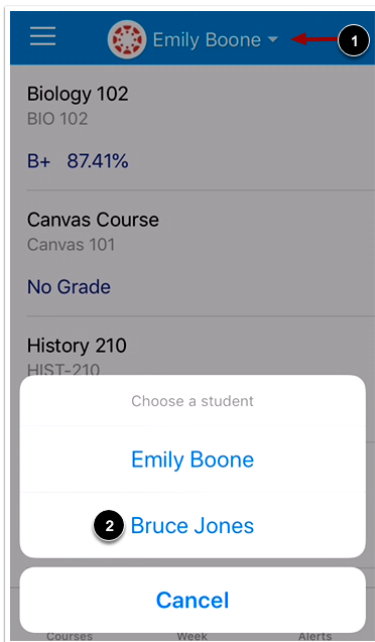 Emily Boone
1
Biology 102
BIO 102
B+ 87.41%
Canvas Course
Canvas 101
No Grade
History 210
HIST-210
Choose a student
Emily Boone
2 Bruce Jones
Cancel
Courses Week Alerts